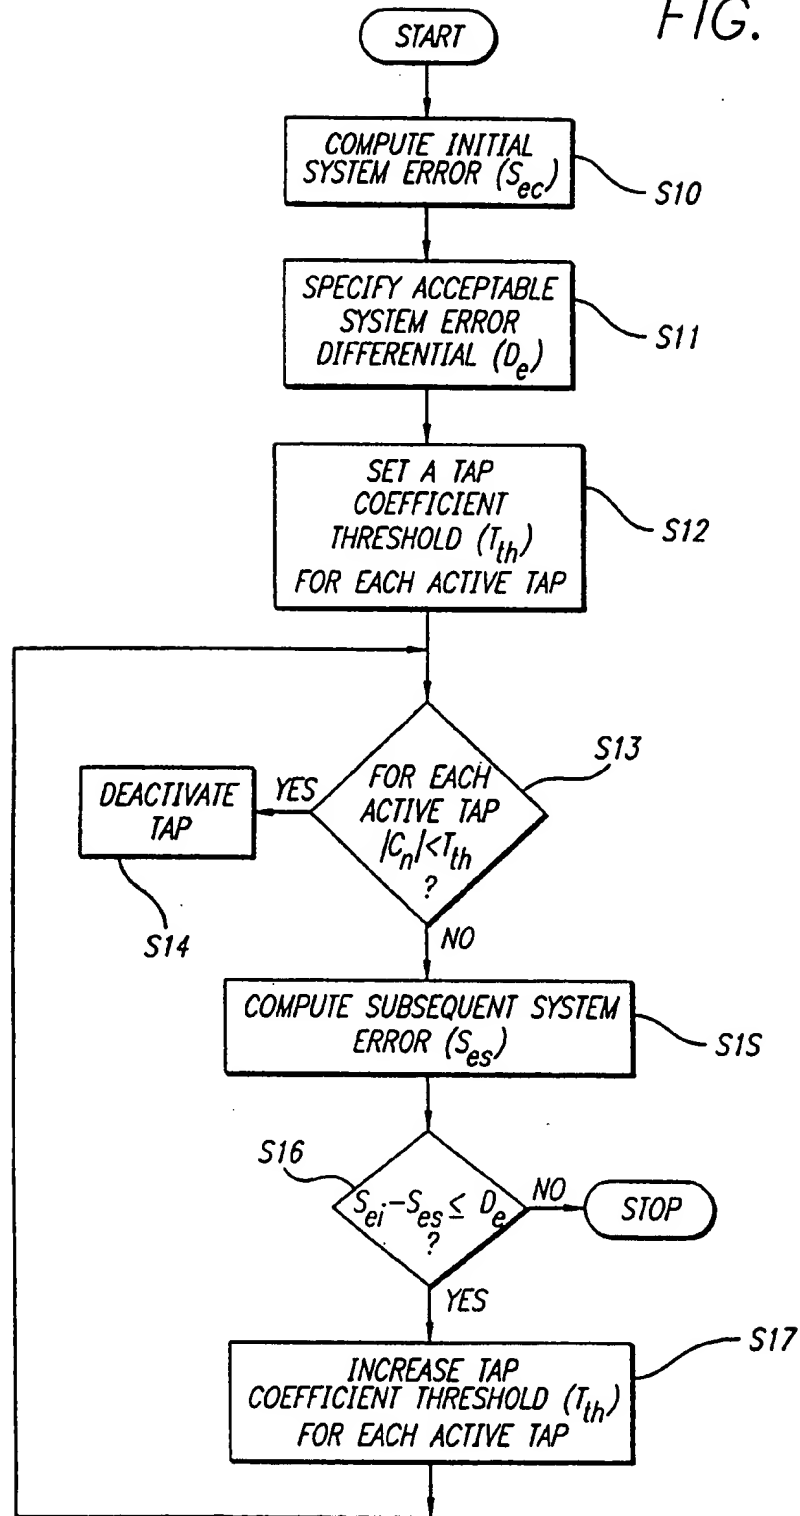 FIG.
START
COMPUTE INITIAL
SYSTEM ERROR (Sec)
S10
SPECIFY ACCEPTABLE
SYSTEM ERROR
DIFFERENTIAL (De)
S11
SET A TAP
COEFFICIENT
THRESHOLD (Tth)
FOR EACH ACTIVE TAP
S12
FOR EACH
ACTIVE TAP
|Cn|<Tth
?
S13
YES
DEACTIVATE
TAP
S14
NO
COMPUTE SUBSEQUENT SYSTEM
ERROR (Ses)
S1S
S16
Sei-Ses ≤ De
?
NO
STOP
YES
INCREASE TAP
COEFFICIENT THRESHOLD (Tth)
FOR EACH ACTIVE TAP
S17